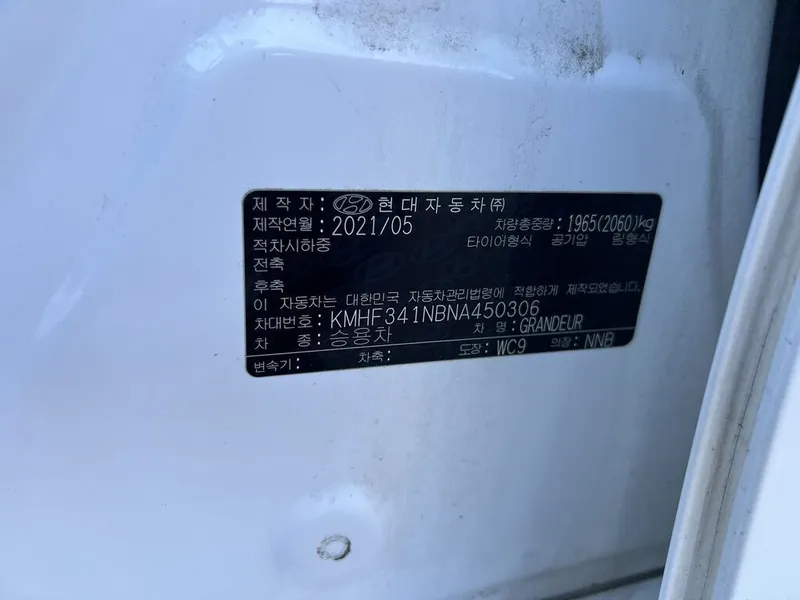 제 작 자 : 현대자동차㈜
제작연월 : 2021/05 차량총중량 : 1965(2060)kg
적차시하중 타이어형식 공기압 림형식
전축
후축
이 자동차는 대한민국 자동차관리법령에 적합하게 제작되었습니다.
차대번호 : KMHF341NBNA450306
차 종 : 승용차 차 명 : GRANDEUR
변속기 : 차축 : 도장 : WC9 의장 : NNB